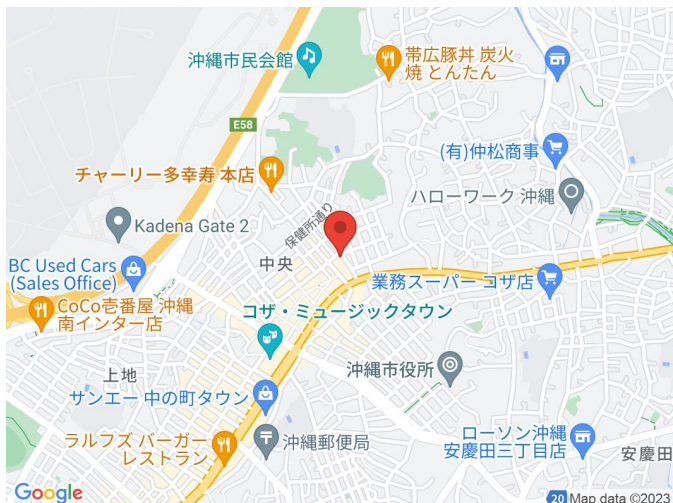 沖縄市民会館
帯広豚丼 炭火
焼 とんたん
E58
(有)仲松商事
チャーリー多幸寿 本店
ハローワーク 沖縄
保健所通り
Kadena Gate 2
中央
BC Used Cars
(Sales Office)
業務スーパー コザ店
CoCo壱番屋 沖縄
南インター店
コザ・ミュージックタウン
沖縄市役所
上地
サンエー 中の町タウン
ローソン沖縄
安慶田三丁目店
安慶田
ラルフズ バーガー
レストラン
沖縄郵便局
Google
20
Map data ©2023